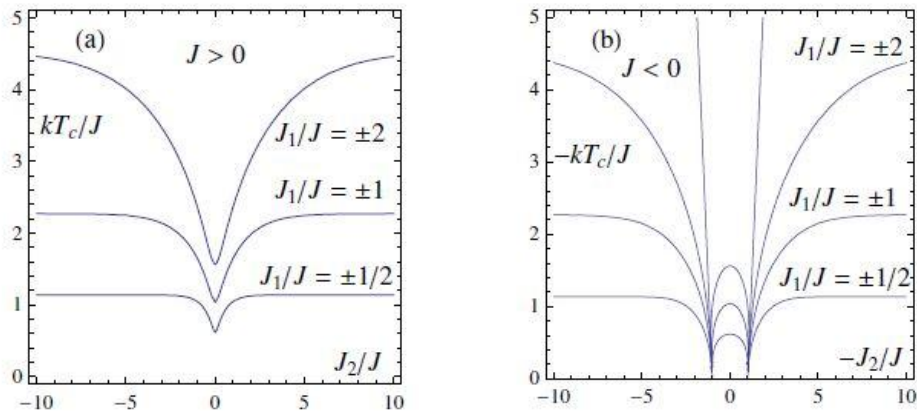 (a)
J > 0
kT_c/J
J_1/J = ±2
J_1/J = ±1
J_1/J = ±1/2
J_2/J
5
4
3
2
1
0
−10 −5 0 5 10
(b)
J < 0
J_1/J = ±2
−kT_c/J
J_1/J = ±1
J_1/J = ±1/2
−J_2/J
5
4
3
2
1
0
−10 −5 0 5 10